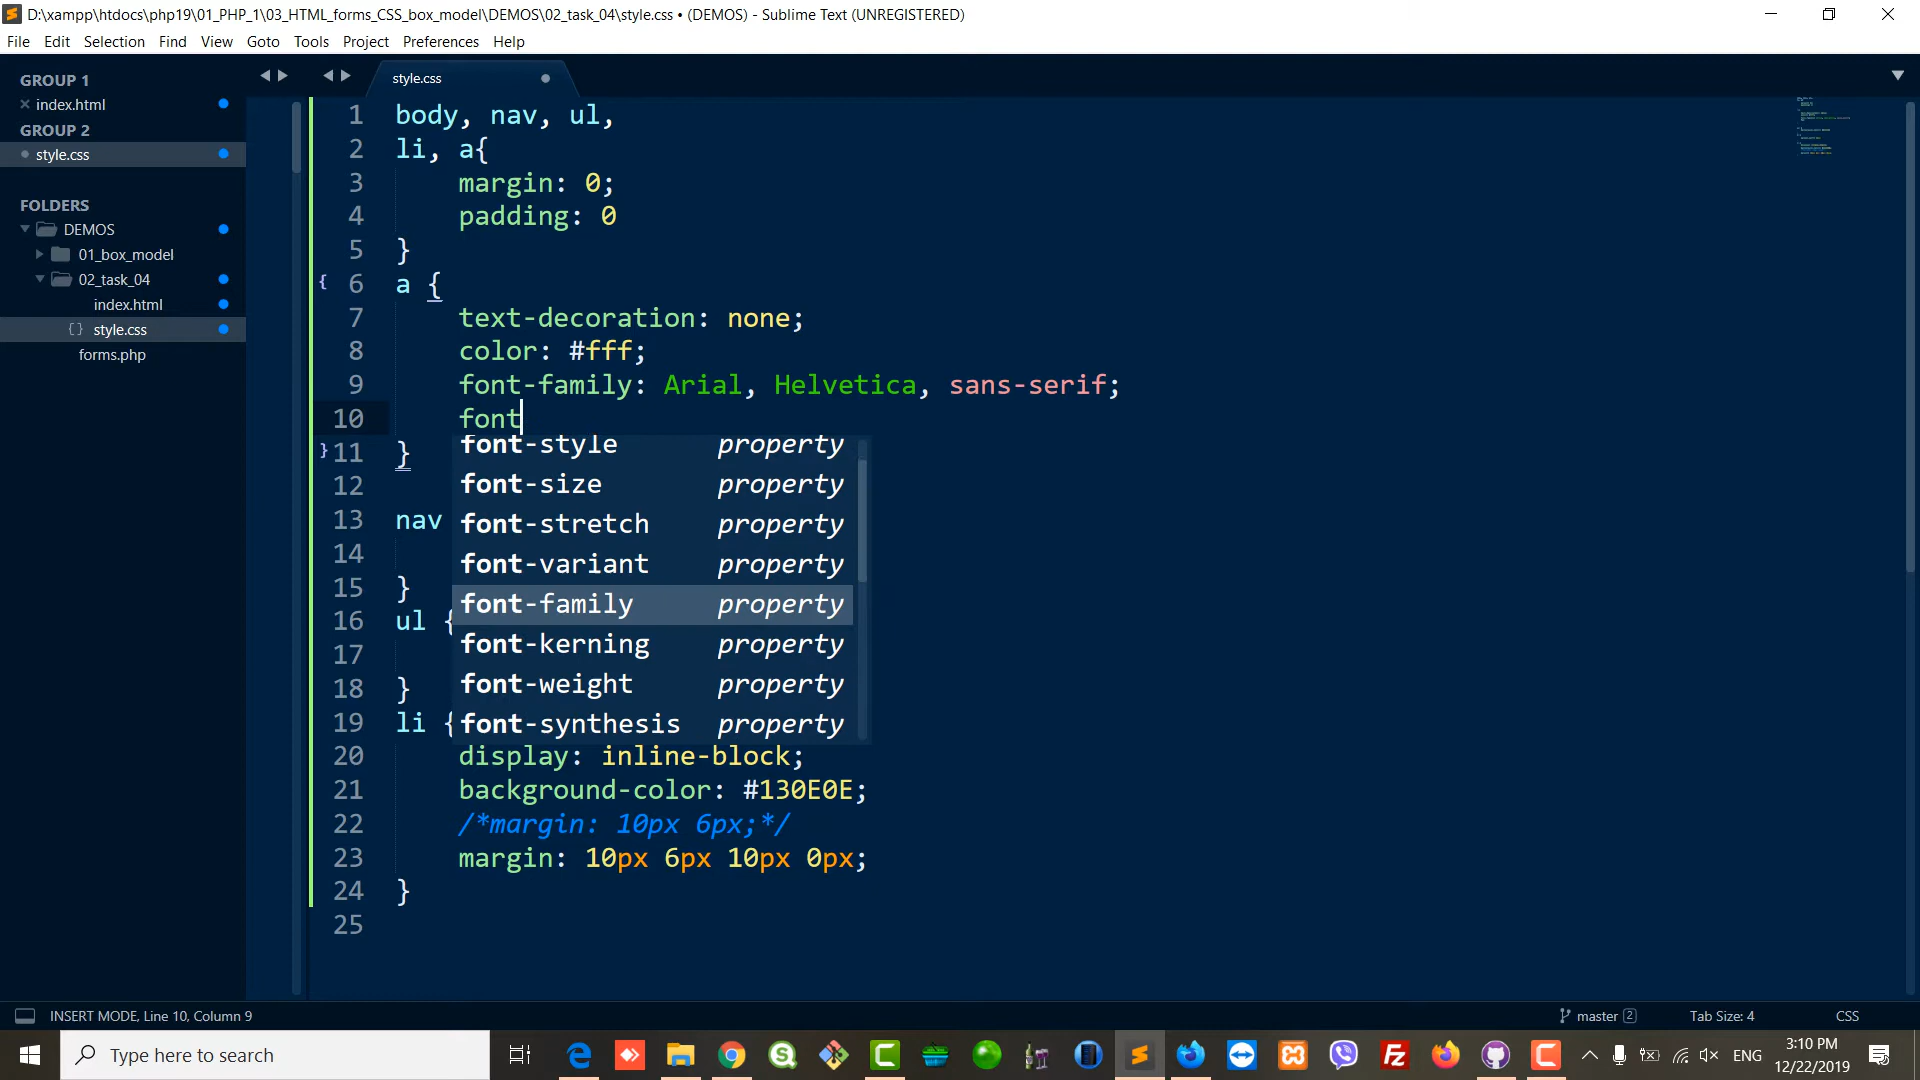 D:\xampp\htdocs\php19\01_PHP_1\03_HTML_forms_CSS_box_model\DEMOS\02_task_04\style.css • (DEMOS) - Sublime Text (UNREGISTERED)
File Edit Selection Find View Goto Tools Project Preferences Help
GROUP 1
index.html
GROUP 2
style.css
FOLDERS
DEMOS
01_box_model
02_task_04
index.html
{} style.css
forms.php
style.css
1 body, nav, ul,
2 li, a{
3 margin: 0;
4 padding: 0
5 }
{ 6 a {
7 text-decoration: none;
8 color: #fff;
9 font-family: Arial, Helvetica, sans-serif;
10 font
} 11 }
12
13 nav
14
15 }
16 ul {
17
18 }
19 li {
20 display: inline-block;
21 background-color: #130E0E;
22 /*margin: 10px 6px;*/
23 margin: 10px 6px 10px 0px;
24 }
25
font-style property
font-size property
font-stretch property
font-variant property
font-family property
font-kerning property
font-weight property
font-synthesis property
INSERT MODE, Line 10, Column 9
master 2
Tab Size: 4
CSS
Type here to search
ENG
3:10 PM
12/22/2019